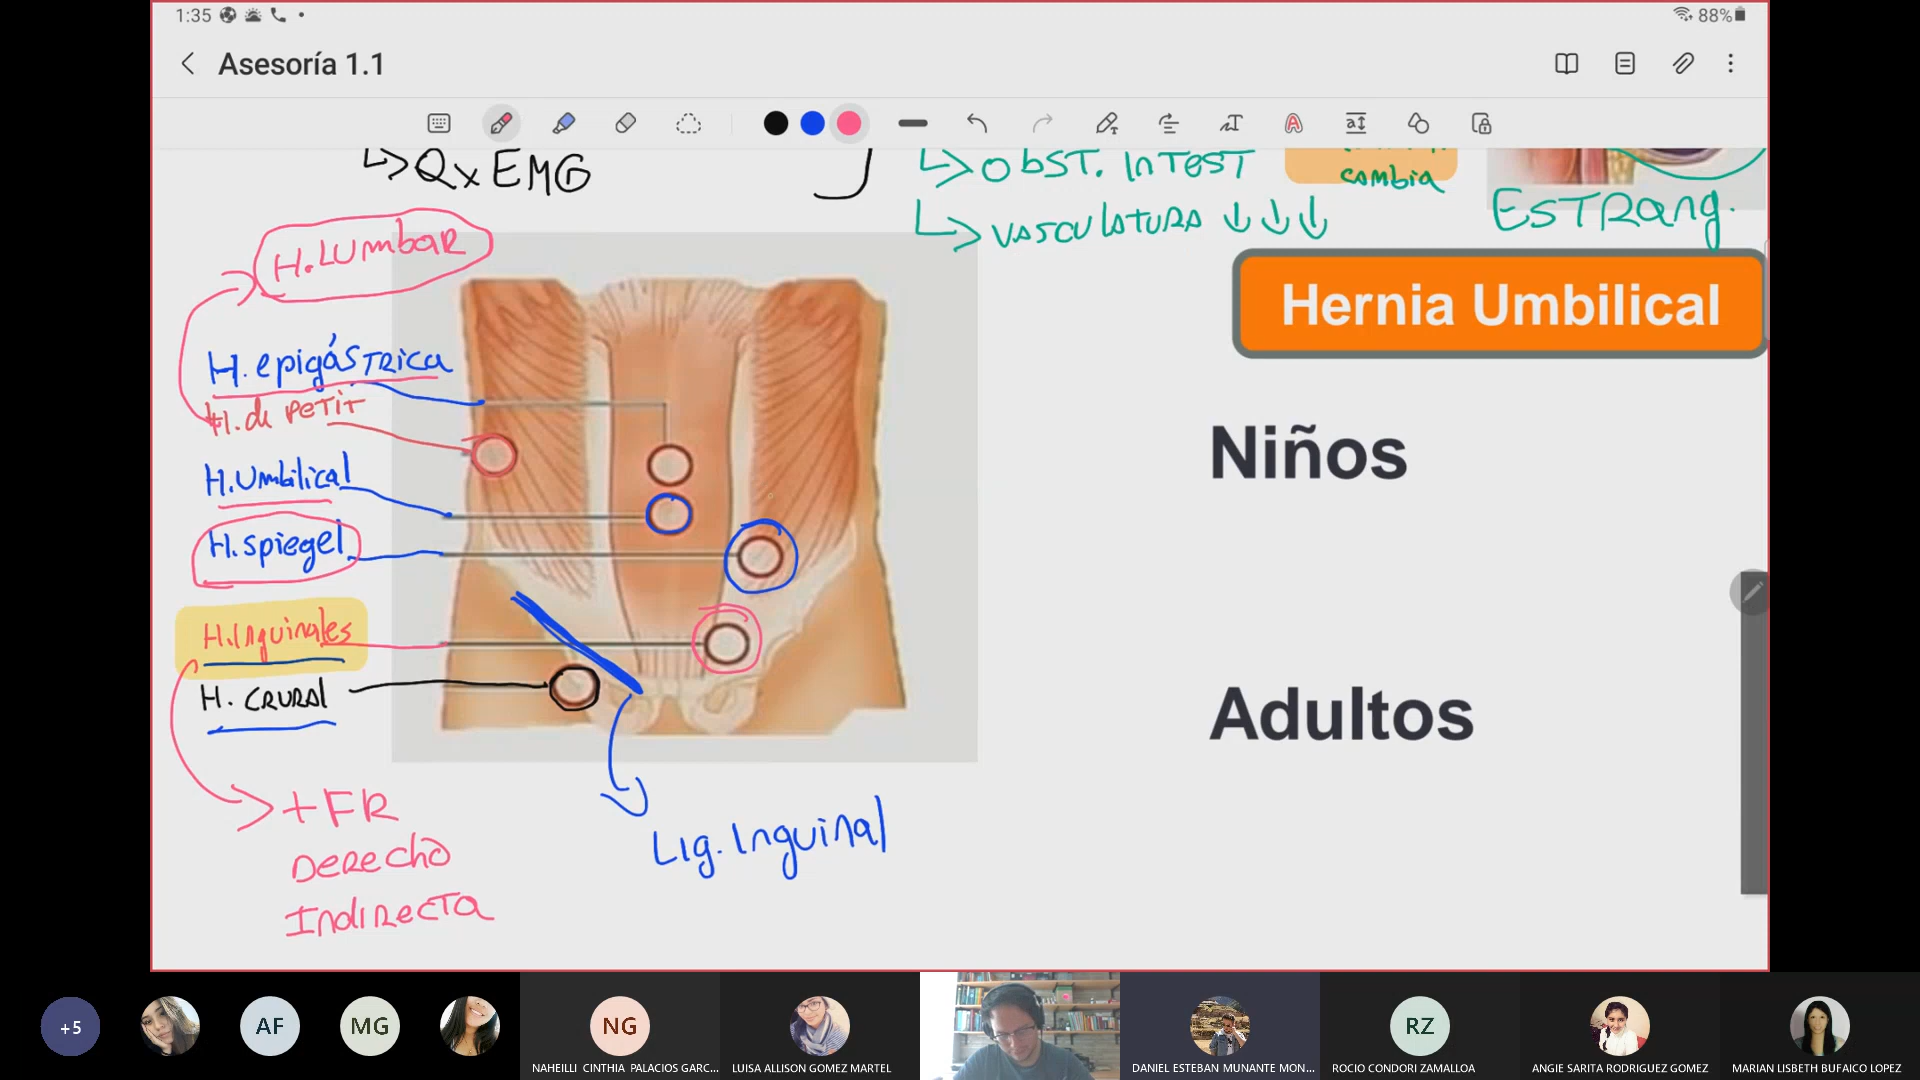 1:35
88%
Asesoría 1.1
QxEMG
obST. InTEST
cambia
VASCULATURA ↓↓↓
ESTRang.
H. LUmbaR
Hernia Umbilical
H. epigásTRica
H. de PETIT
H. Umbilical
H. Spiegel
H. Inguinales
H. CRURAL
Niños
Adultos
+ FR
DERecho
IndiRecTa
Lig. Inguinal
+5
AF
MG
NG
RZ
NAHEILLI CINTHIA PALACIOS GARC...
LUISA ALLISON GOMEZ MARTEL
DANIEL ESTEBAN MUNANTE MON...
ROCIO CONDORI ZAMALLOA
ANGIE SARITA RODRIGUEZ GOMEZ
MARIAN LISBETH BUFAICO LOPEZ